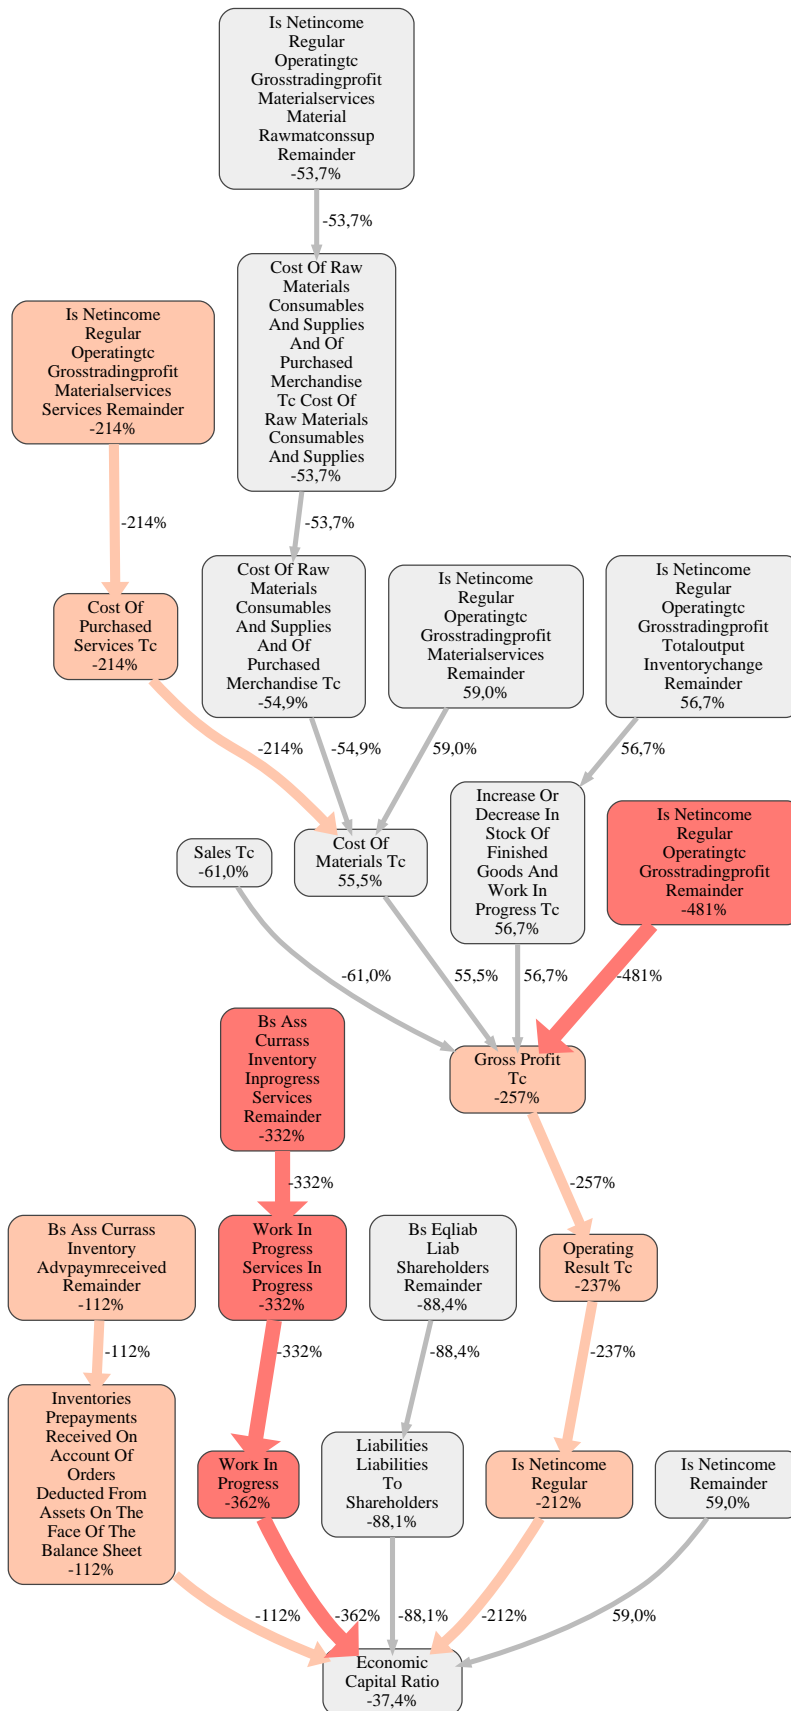 Is Netincome
Regular
Operatingtc
Grosstradingprofit
Materialservices
Material
Rawmatconssup
Remainder
-53,7%
-53,7%
Cost Of Raw
Materials
Consumables
And Supplies
And Of
Purchased
Merchandise
Tc Cost Of
Raw Materials
Consumables
And Supplies
-53,7%
Is Netincome
Regular
Operatingtc
Grosstradingprofit
Materialservices
Services Remainder
-214%
-214%
-53,7%
Cost Of
Purchased
Services Tc
-214%
Cost Of Raw
Materials
Consumables
And Supplies
And Of
Purchased
Merchandise Tc
-54,9%
Is Netincome
Regular
Operatingtc
Grosstradingprofit
Materialservices
Remainder
59,0%
Is Netincome
Regular
Operatingtc
Grosstradingprofit
Totaloutput
Inventorychange
Remainder
56,7%
-214%
-54,9%
59,0%
56,7%
Sales Tc
-61,0%
Cost Of
Materials Tc
55,5%
Increase Or
Decrease In
Stock Of
Finished
Goods And
Work In
Progress Tc
56,7%
Is Netincome
Regular
Operatingtc
Grosstradingprofit
Remainder
-481%
-61,0%
55,5%
56,7%
-481%
Bs Ass
Currass
Inventory
Inprogress
Services
Remainder
-332%
Gross Profit
Tc
-257%
-332%
-257%
Bs Ass Currass
Inventory
Advpaymreceived
Remainder
-112%
Work In
Progress
Services In
Progress
-332%
Bs Eqliab
Liab
Shareholders
Remainder
-88,4%
Operating
Result Tc
-237%
-112%
-332%
-88,4%
-237%
Inventories
Prepayments
Received On
Account Of
Orders
Deducted From
Assets On The
Face Of The
Balance Sheet
-112%
Work In
Progress
-362%
Liabilities
Liabilities
To
Shareholders
-88,1%
Is Netincome
Regular
-212%
Is Netincome
Remainder
59,0%
-112%
-362%
-88,1%
-212%
59,0%
Economic
Capital Ratio
-37,4%